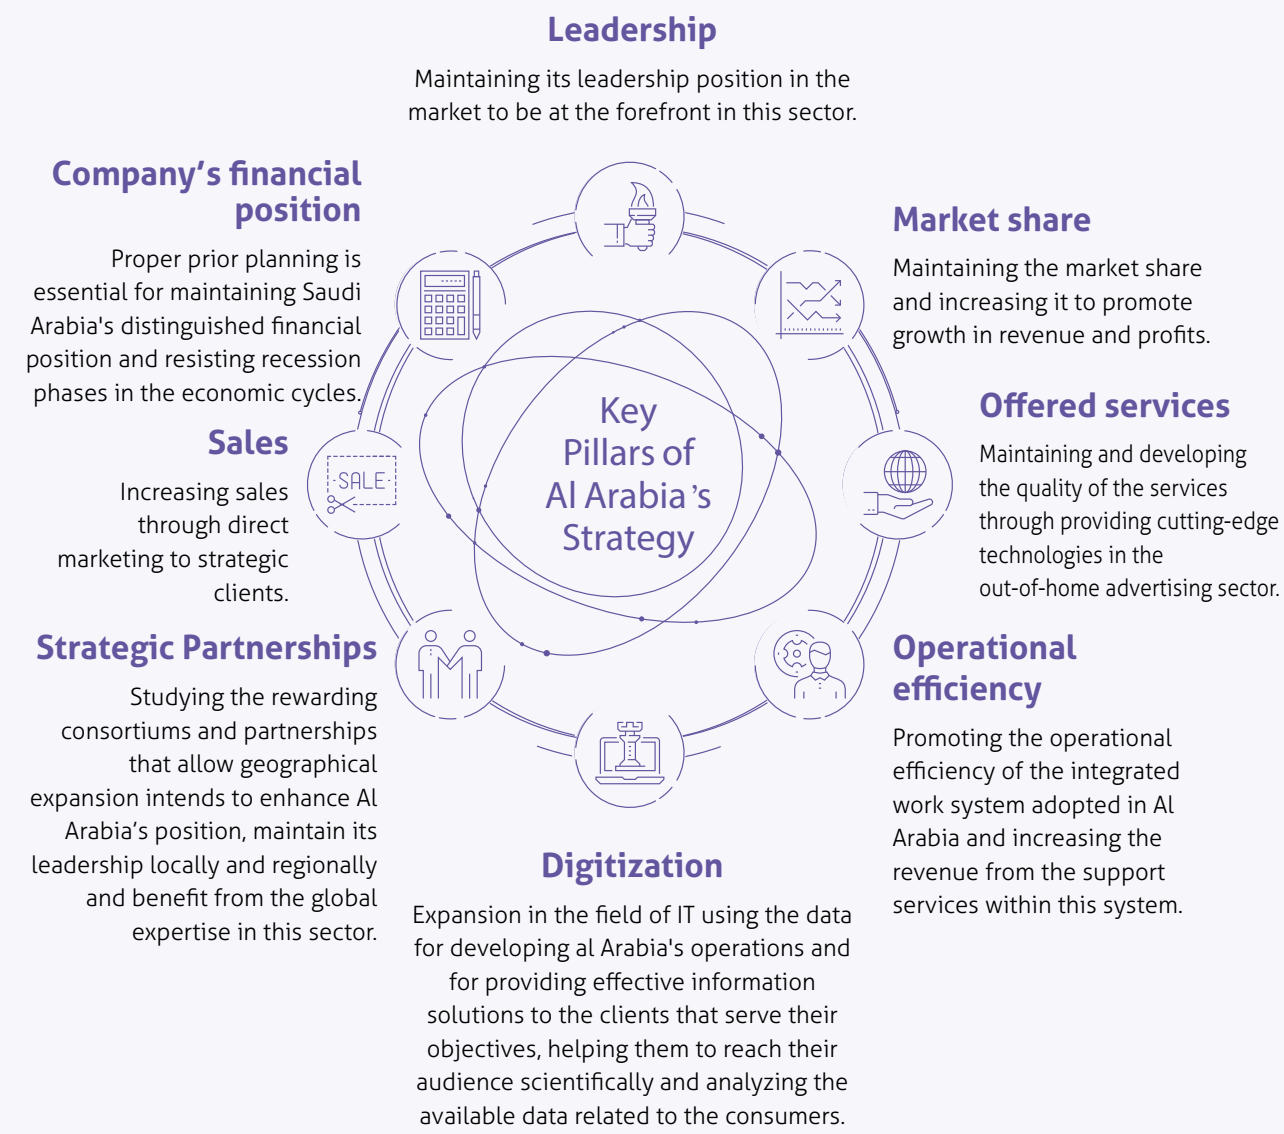 Leadership
Maintaining its leadership position in the
market to be at the forefront in this sector.
Company’s financial
position
Proper prior planning is
essential for maintaining Saudi
Arabia's distinguished financial
position and resisting recession
phases in the economic cycles.
Market share
Maintaining the market share
and increasing it to promote
growth in revenue and profits.
Key
Pillars of
Al Arabia’s
Strategy
Offered services
Maintaining and developing
the quality of the services
through providing cutting-edge
technologies in the
out-of-home advertising sector.
Sales
Increasing sales
through direct
marketing to strategic
clients.
SALE
Strategic Partnerships
Studying the rewarding
consortiums and partnerships
that allow geographical
expansion intends to enhance Al
Arabia’s position, maintain its
leadership locally and regionally
and benefit from the global
expertise in this sector.
Operational
efficiency
Promoting the operational
efficiency of the integrated
work system adopted in Al
Arabia and increasing the
revenue from the support
services within this system.
Digitization
Expansion in the field of IT using the data
for developing al Arabia's operations and
for providing effective information
solutions to the clients that serve their
objectives, helping them to reach their
audience scientifically and analyzing the
available data related to the consumers.